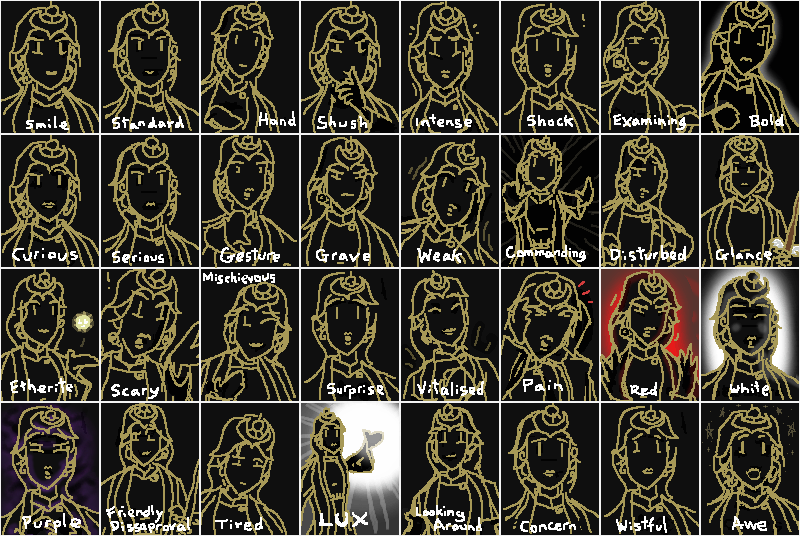 Smile
Standard
Hand
Shush
Intense
Shock
Examining
Bold
Curious
Serious
Gesture
Grave
Weak
Commanding
Disturbed
Glance
Etherite
Scary
Mischievous
Surprise
Vitalised
Pain
Red
White
Purple
Friendly
Dissaproval
Tired
LUX
Looking
Around
Concern
Wistful
Awe